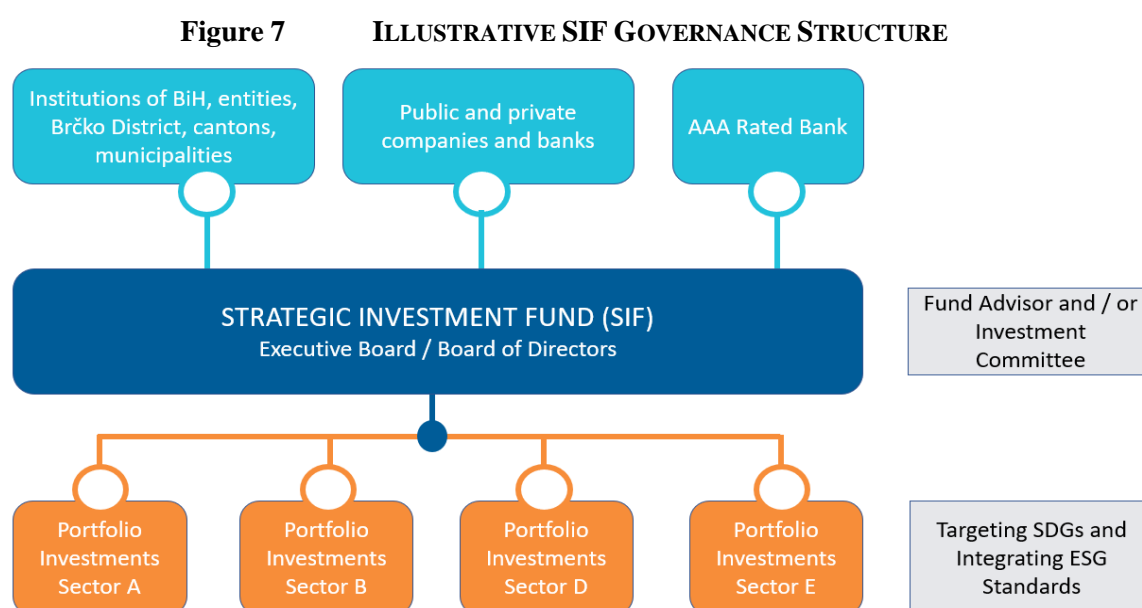 Figure 7 ILLUSTRATIVE SIF GOVERNANCE STRUCTURE
Institutions of BiH, entities,
Brčko District, cantons,
municipalities
Public and private
companies and banks
AAA Rated Bank
STRATEGIC INVESTMENT FUND (SIF)
Executive Board / Board of Directors
Fund Advisor and / or
Investment
Committee
Portfolio
Investments
Sector A
Portfolio
Investments
Sector B
Portfolio
Investments
Sector D
Portfolio
Investments
Sector E
Targeting SDGs and
Integrating ESG
Standards